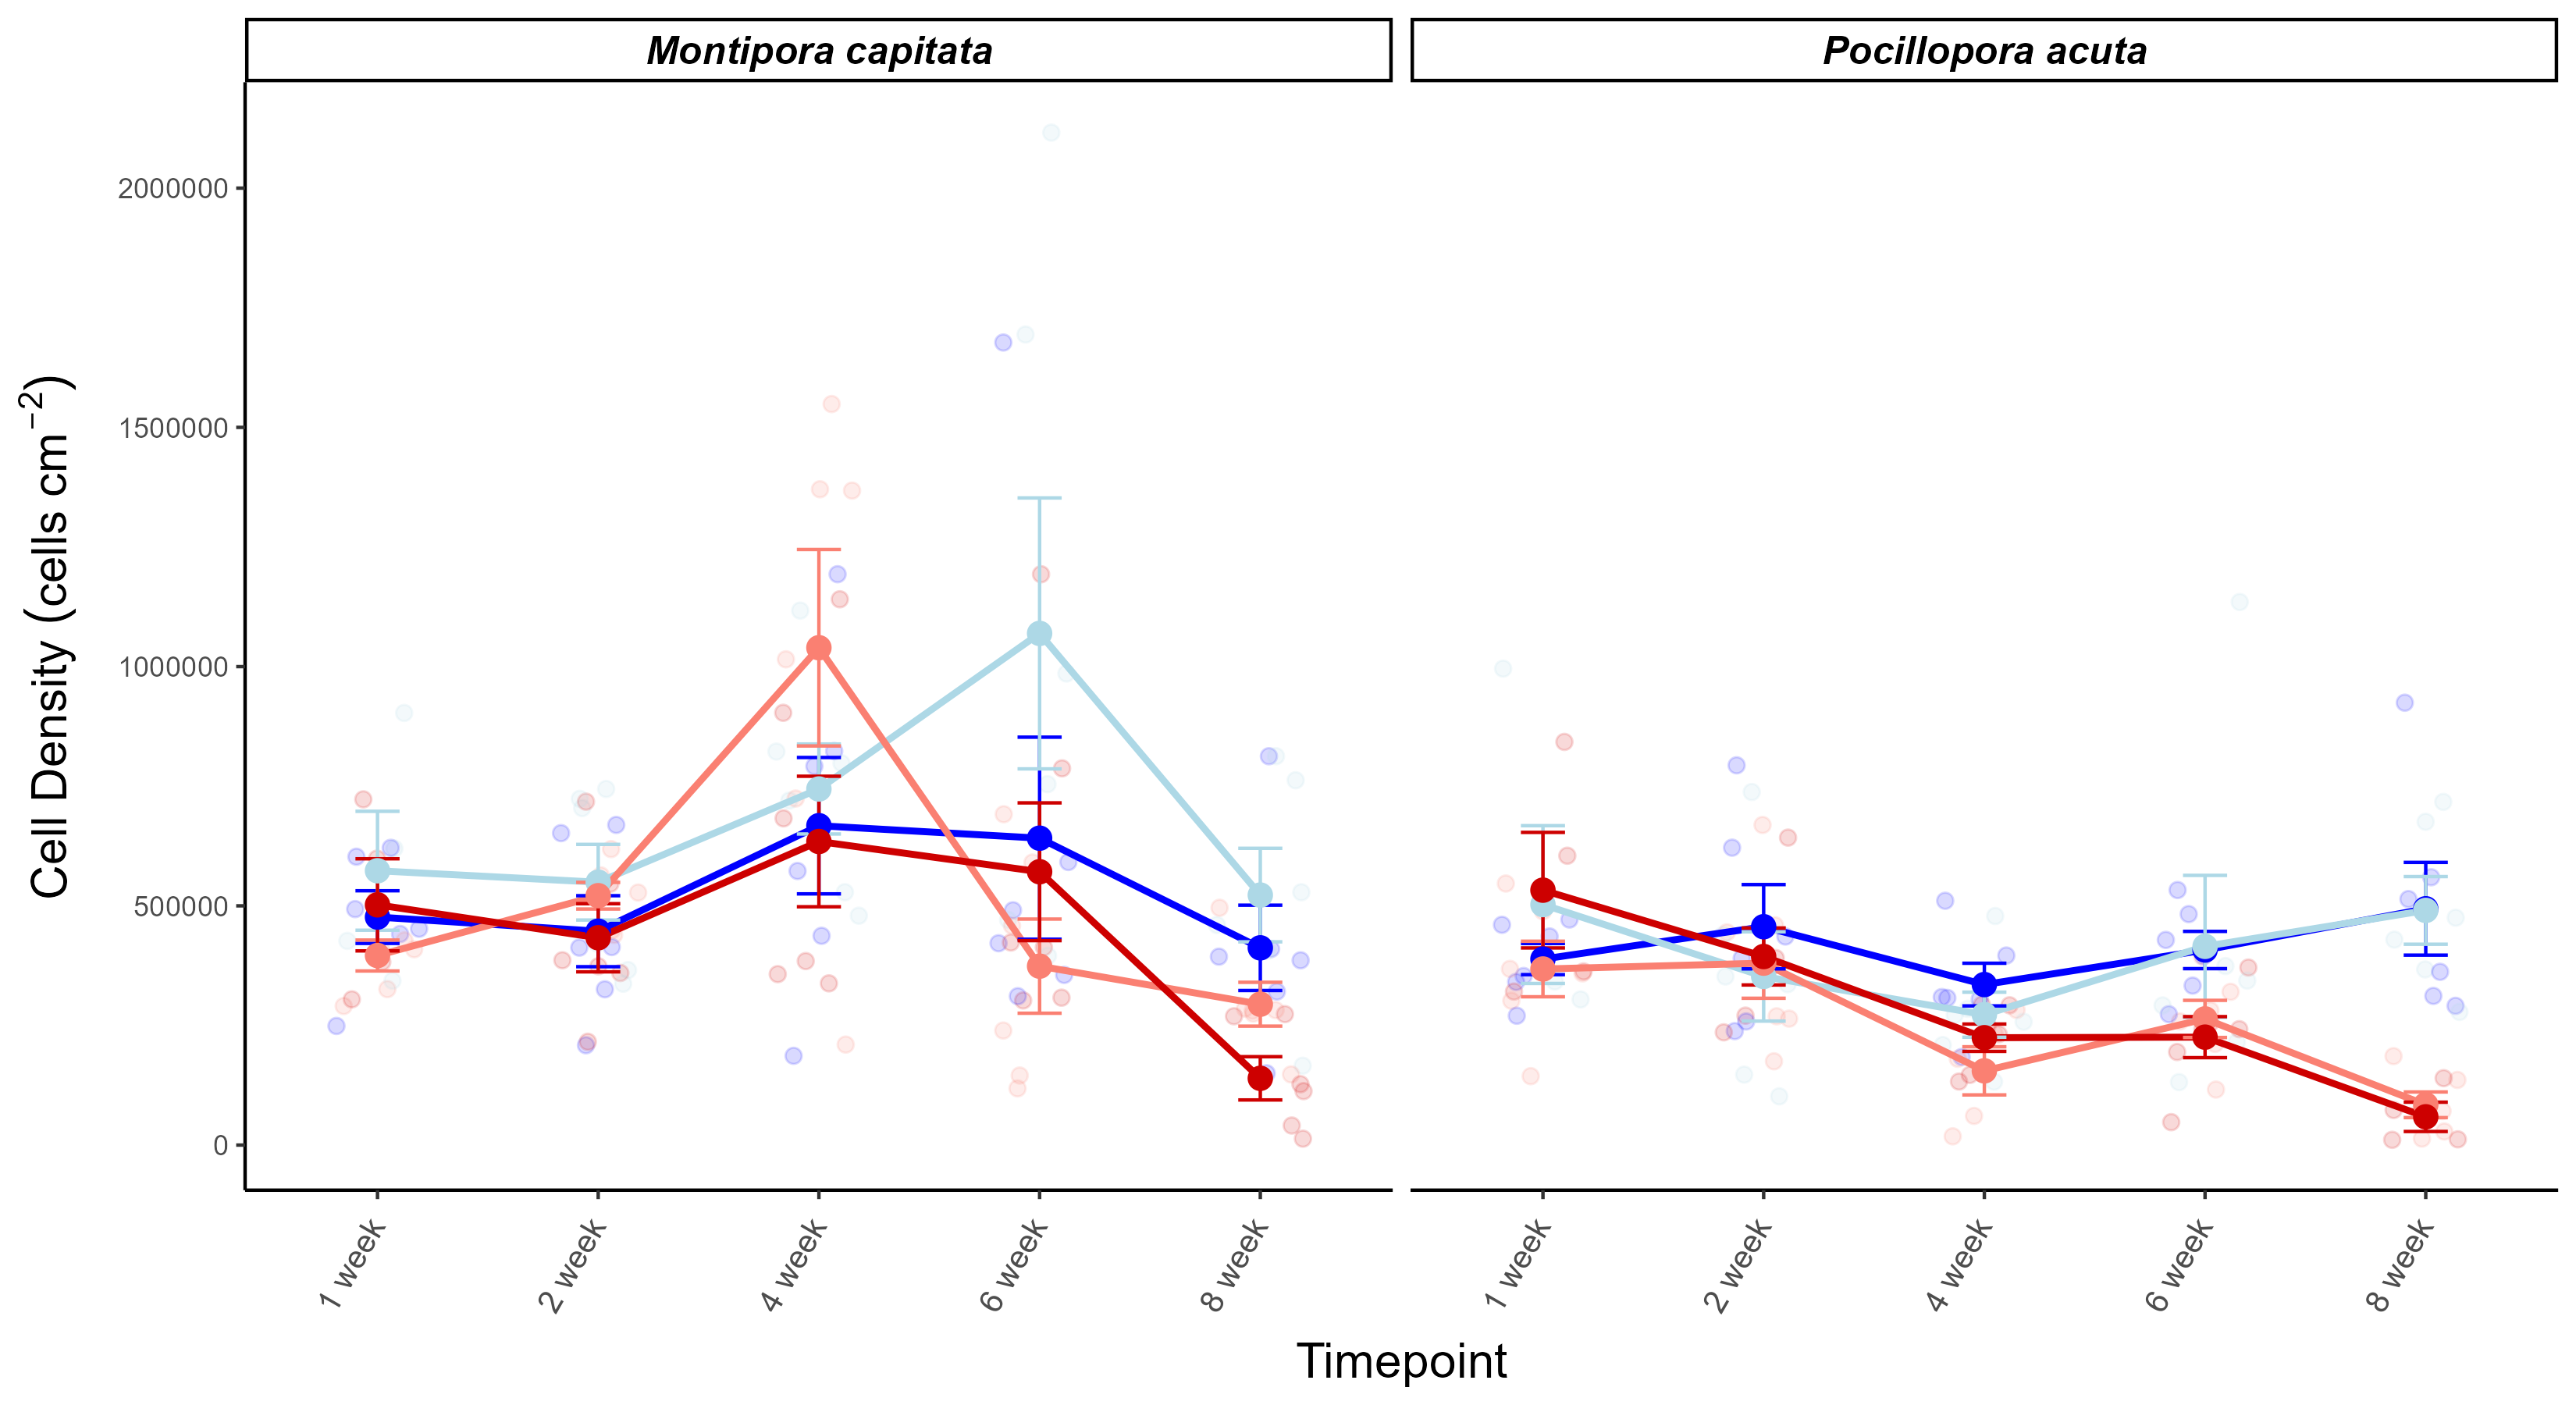 Montipora capitata
Pocillopora acuta
Cell Density (cells cm⁻²)
2000000
1500000
1000000
500000
0
1 week
2 week
4 week
6 week
8 week
1 week
2 week
4 week
6 week
8 week
Timepoint